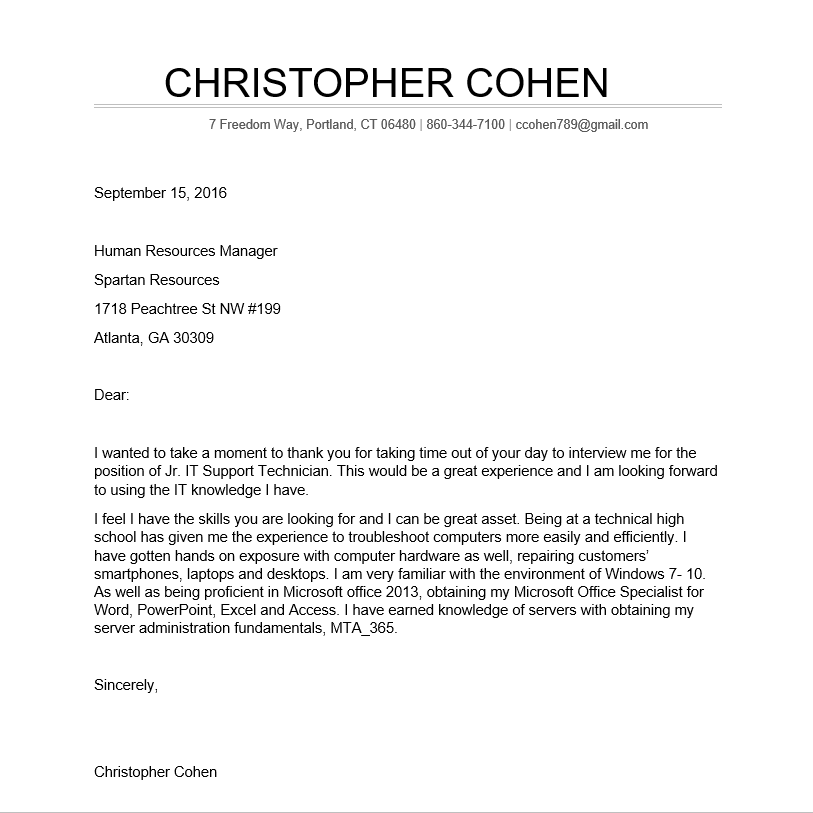 CHRISTOPHER COHEN
7 Freedom Way, Portland, CT 06480 | 860-344-7100 | ccohen789@gmail.com
September 15, 2016
Human Resources Manager
Spartan Resources
1718 Peachtree St NW #199
Atlanta, GA 30309
Dear:
I wanted to take a moment to thank you for taking time out of your day to interview me for the
position of Jr. IT Support Technician. This would be a great experience and I am looking forward
to using the IT knowledge I have.
I feel I have the skills you are looking for and I can be great asset. Being at a technical high
school has given me the experience to troubleshoot computers more easily and efficiently. I
have gotten hands on exposure with computer hardware as well, repairing customers’
smartphones, laptops and desktops. I am very familiar with the environment of Windows 7- 10.
As well as being proficient in Microsoft office 2013, obtaining my Microsoft Office Specialist for
Word, PowerPoint, Excel and Access. I have earned knowledge of servers with obtaining my
server administration fundamentals, MTA_365.
Sincerely,
Christopher Cohen